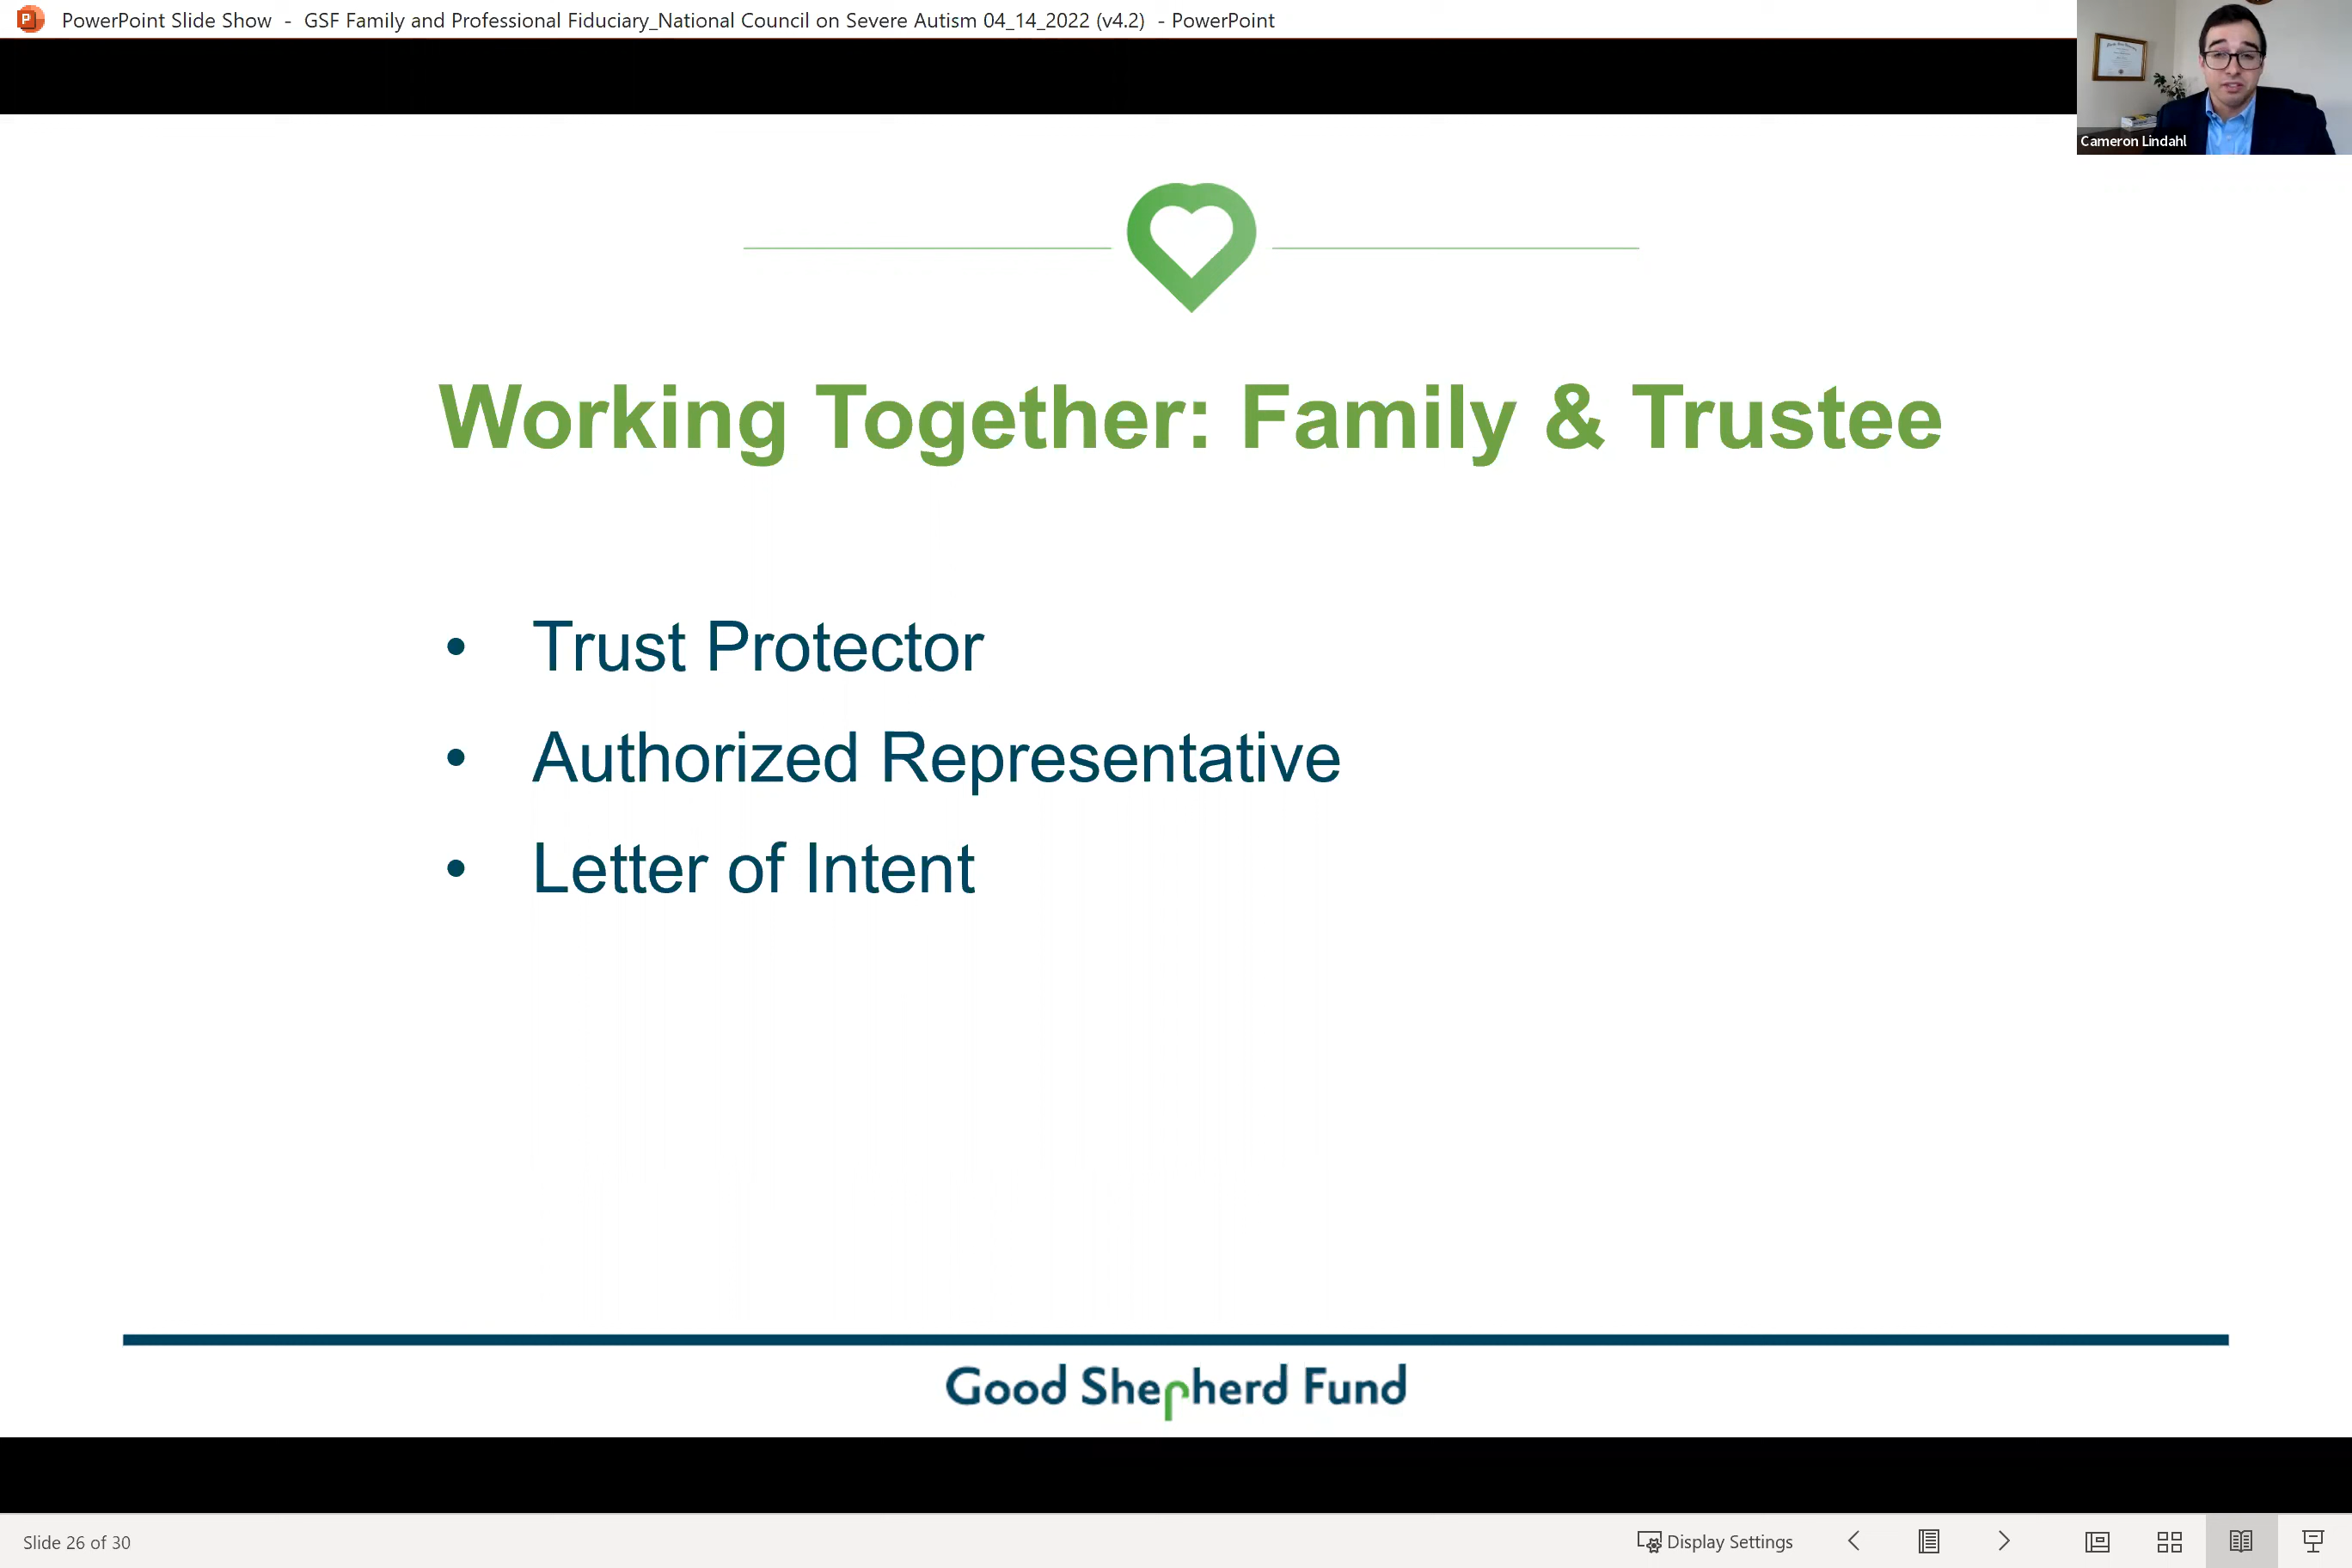 PowerPoint Slide Show - GSF Family and Professional Fiduciary_National Council on Severe Autism 04_14_2022 (v4.2) - PowerPoint
Cameron Lindahl
Working Together: Family & Trustee
• Trust Protector
• Authorized Representative
• Letter of Intent
Good Shepherd Fund
Slide 26 of 30
Display Settings